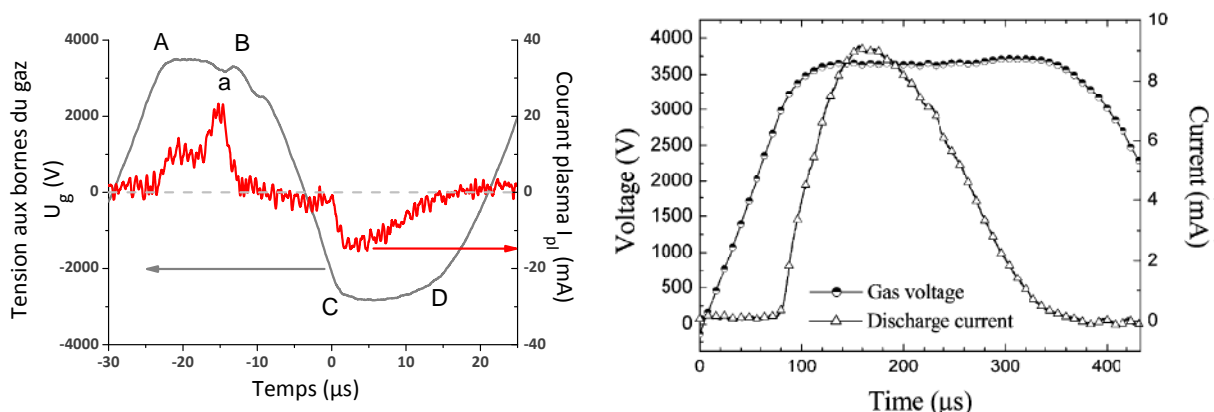 Tension aux bornes du gaz
U_g (V)
4000
2000
0
-2000
-4000
A
B
a
C
D
40
20
0
-20
-40
Courant plasma I_pl (mA)
-30
-20
-10
0
10
20
Temps (µs)
Voltage (V)
4000
3500
3000
2500
2000
1500
1000
500
0
Gas voltage
Discharge current
10
8
6
4
2
0
Current (mA)
0
100
200
300
400
Time (µs)